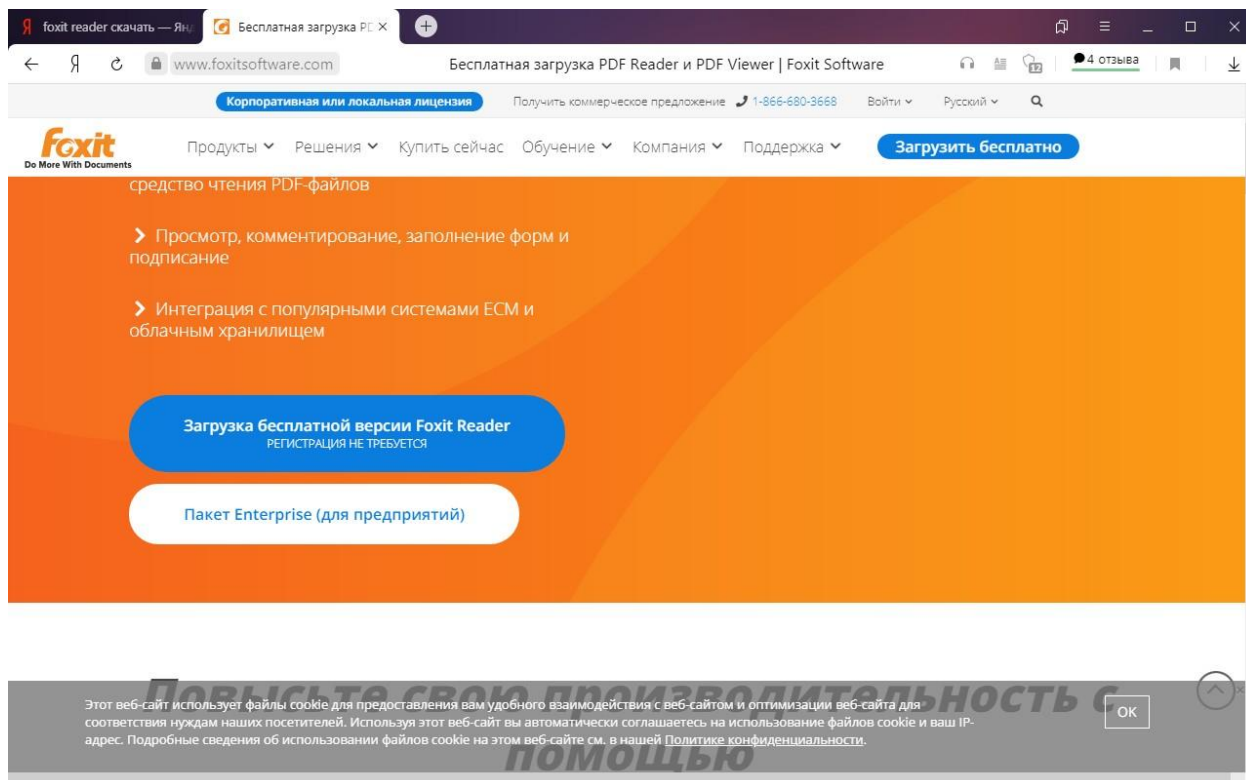 Я foxit reader скачать — Ян
Бесплатная загрузка PD
www.foxitsoftware.com
Бесплатная загрузка PDF Reader и PDF Viewer | Foxit Software
12
4 отзыва
Корпоративная или локальная лицензия
Получить коммерческое предложение
1-866-680-3668
Войти
Русский
Foxit
Do More With Documents
Продукты
Решения
Купить сейчас
Обучение
Компания
Поддержка
Загрузить бесплатно
средство чтения PDF-файлов
Просмотр, комментирование, заполнение форм и
подписание
Интеграция с популярными системами ECM и
облачным хранилищем
Загрузка бесплатной версии Foxit Reader
РЕГИСТРАЦИЯ НЕ ТРЕБУЕТСЯ
Пакет Enterprise (для предприятий)
Повысьте свою производительность с
помощью
Этот веб-сайт использует файлы cookie для предоставления вам удобного взаимодействия с веб-сайтом и оптимизации веб-сайта для
соответствия нуждам наших посетителей. Используя этот веб-сайт вы автоматически соглашаетесь на использование файлов cookie и ваш IP-
адрес. Подробные сведения об использовании файлов cookie на этом веб-сайте см. в нашей Политике конфиденциальности.
OK